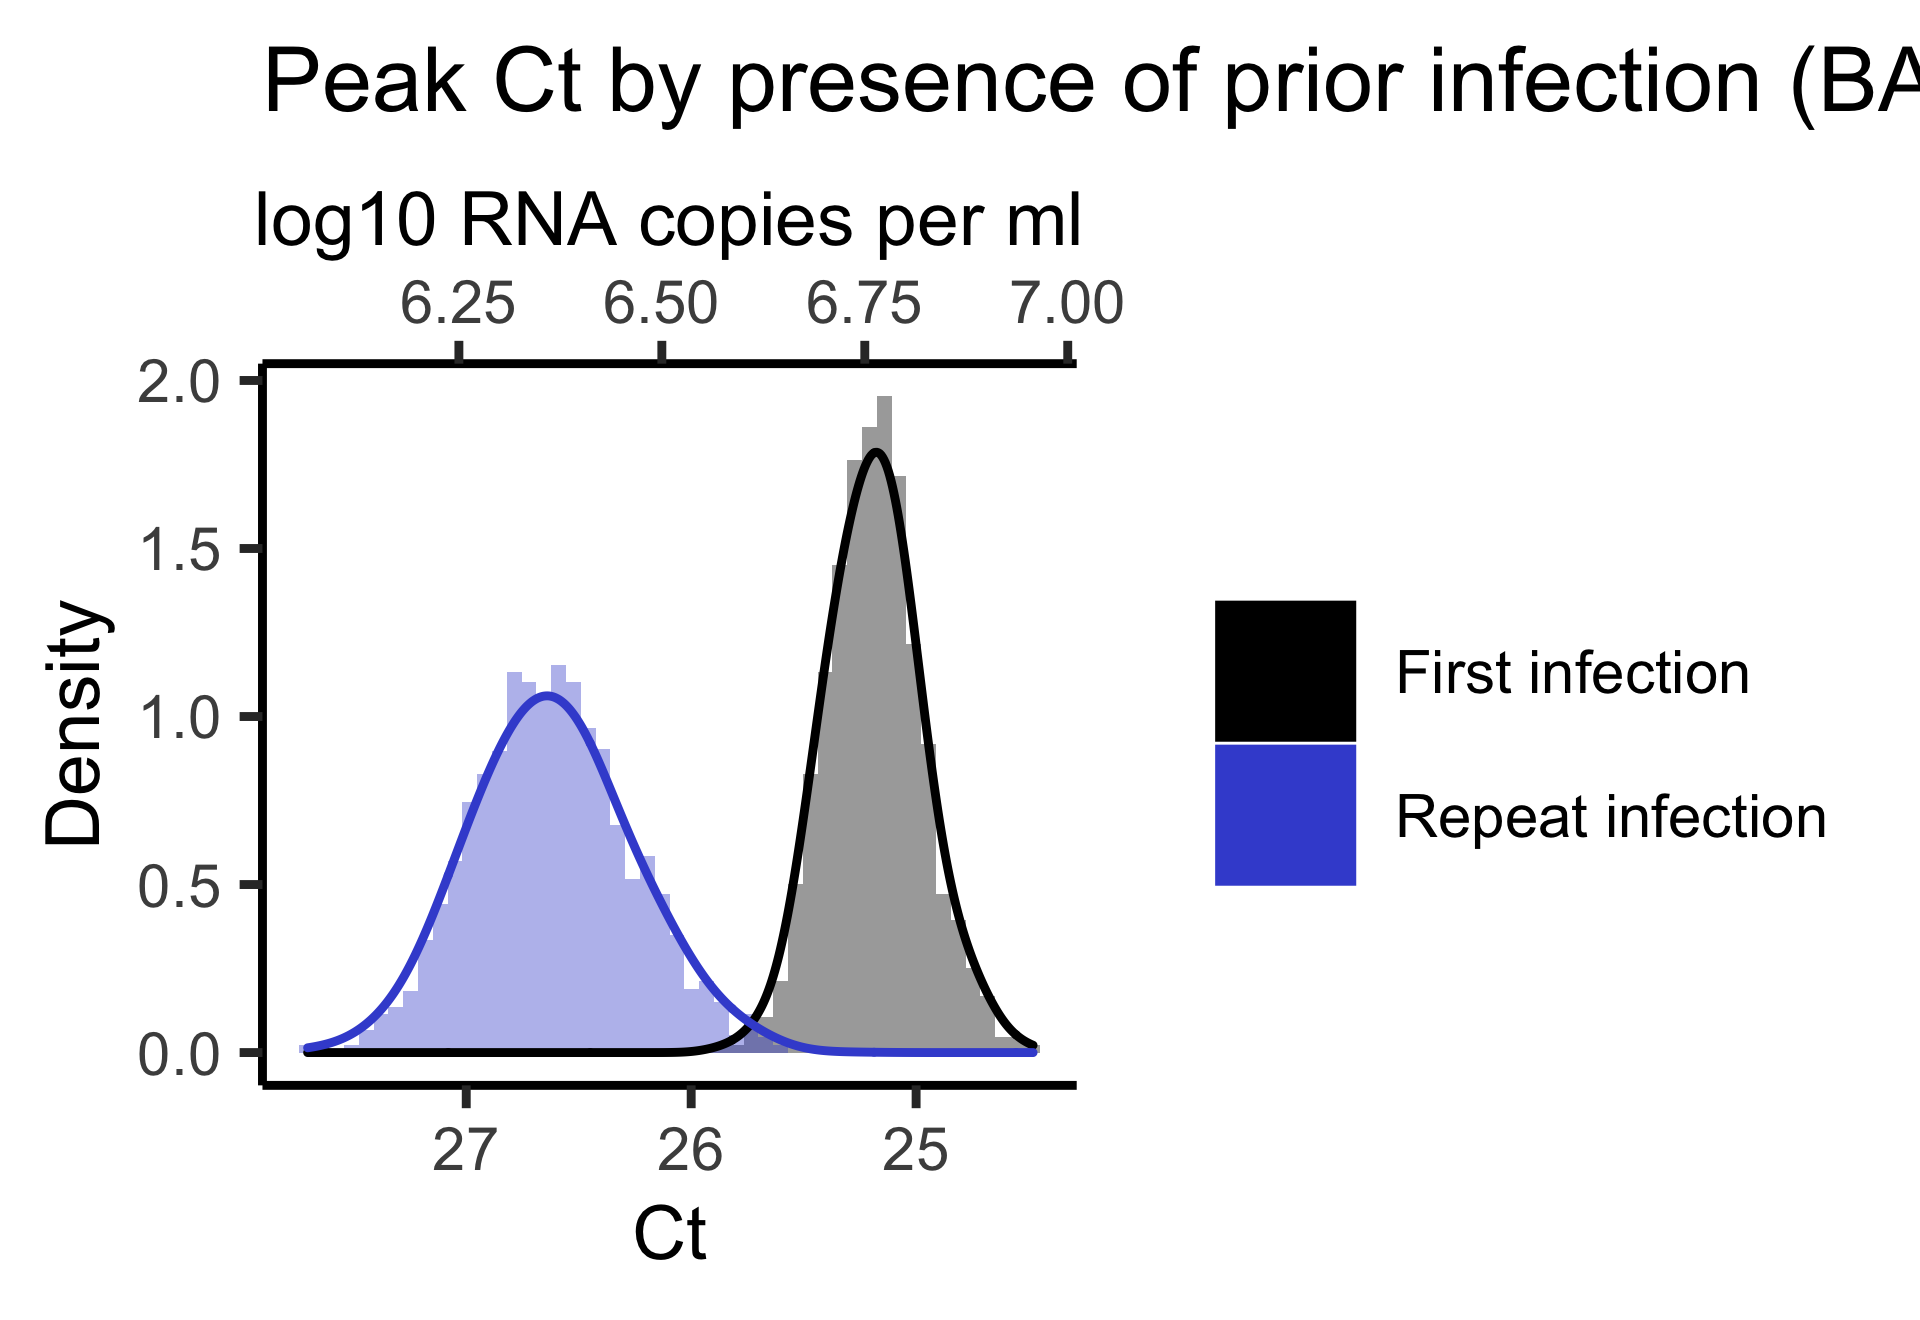 Peak Ct by presence of prior infection (BA
log10 RNA copies per ml
6.25 6.50 6.75 7.00
2.0
1.5
1.0
0.5
0.0
Density
27 26 25
Ct
First infection
Repeat infection